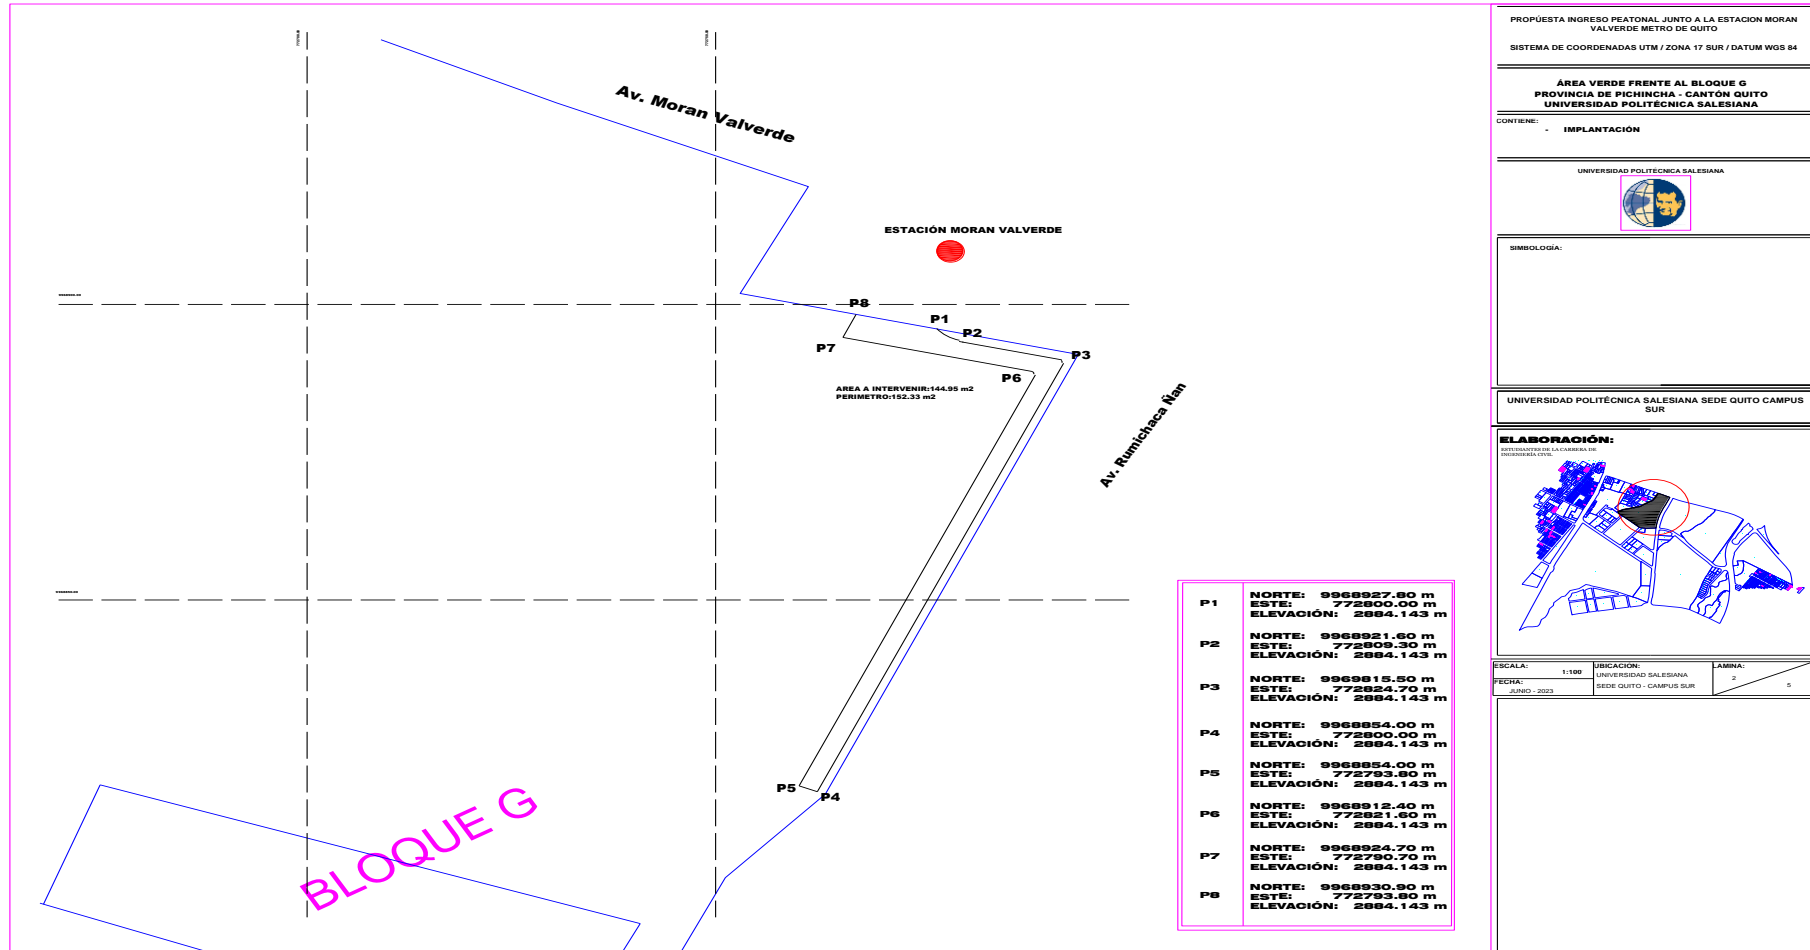 Av. Moran Valverde
ESTACIÓN MORAN VALVERDE
P8
P1
P2
P3
P7
P6
AREA A INTERVENIR:144.95 m2
PERIMETRO:152.33 m2
Av. Rumichaca Ñan
P5
P4
BLOQUE G
P1
NORTE: 9968927.80 m
ESTE: 772800.00 m
ELEVACIÓN: 2884.143 m
P2
NORTE: 9968921.60 m
ESTE: 772809.30 m
ELEVACIÓN: 2884.143 m
P3
NORTE: 9969815.50 m
ESTE: 772824.70 m
ELEVACIÓN: 2884.143 m
P4
NORTE: 9968854.00 m
ESTE: 772800.00 m
ELEVACIÓN: 2884.143 m
P5
NORTE: 9968854.00 m
ESTE: 772793.80 m
ELEVACIÓN: 2884.143 m
P6
NORTE: 9968912.40 m
ESTE: 772821.60 m
ELEVACIÓN: 2884.143 m
P7
NORTE: 9968924.70 m
ESTE: 772790.70 m
ELEVACIÓN: 2884.143 m
P8
NORTE: 9968930.90 m
ESTE: 772793.80 m
ELEVACIÓN: 2884.143 m
PROPÚESTA INGRESO PEATONAL JUNTO A LA ESTACION MORAN
VALVERDE METRO DE QUITO
SISTEMA DE COORDENADAS UTM / ZONA 17 SUR / DATUM WGS 84
ÁREA VERDE FRENTE AL BLOQUE G
PROVINCIA DE PICHINCHA - CANTÓN QUITO
UNIVERSIDAD POLITÉCNICA SALESIANA
CONTIENE:
- IMPLANTACIÓN
UNIVERSIDAD POLITÉCNICA SALESIANA
SIMBOLOGÍA:
UNIVERSIDAD POLITÉCNICA SALESIANA SEDE QUITO CAMPUS
SUR
ELABORACIÓN:
ESTUDIANTES DE LA CARRERA DE
INGENIERÍA CIVIL
ESCALA:
1:100
FECHA:
JUNIO - 2023
UBICACIÓN:
UNIVERSIDAD SALESIANA
SEDE QUITO - CAMPUS SUR
LAMINA:
2
5